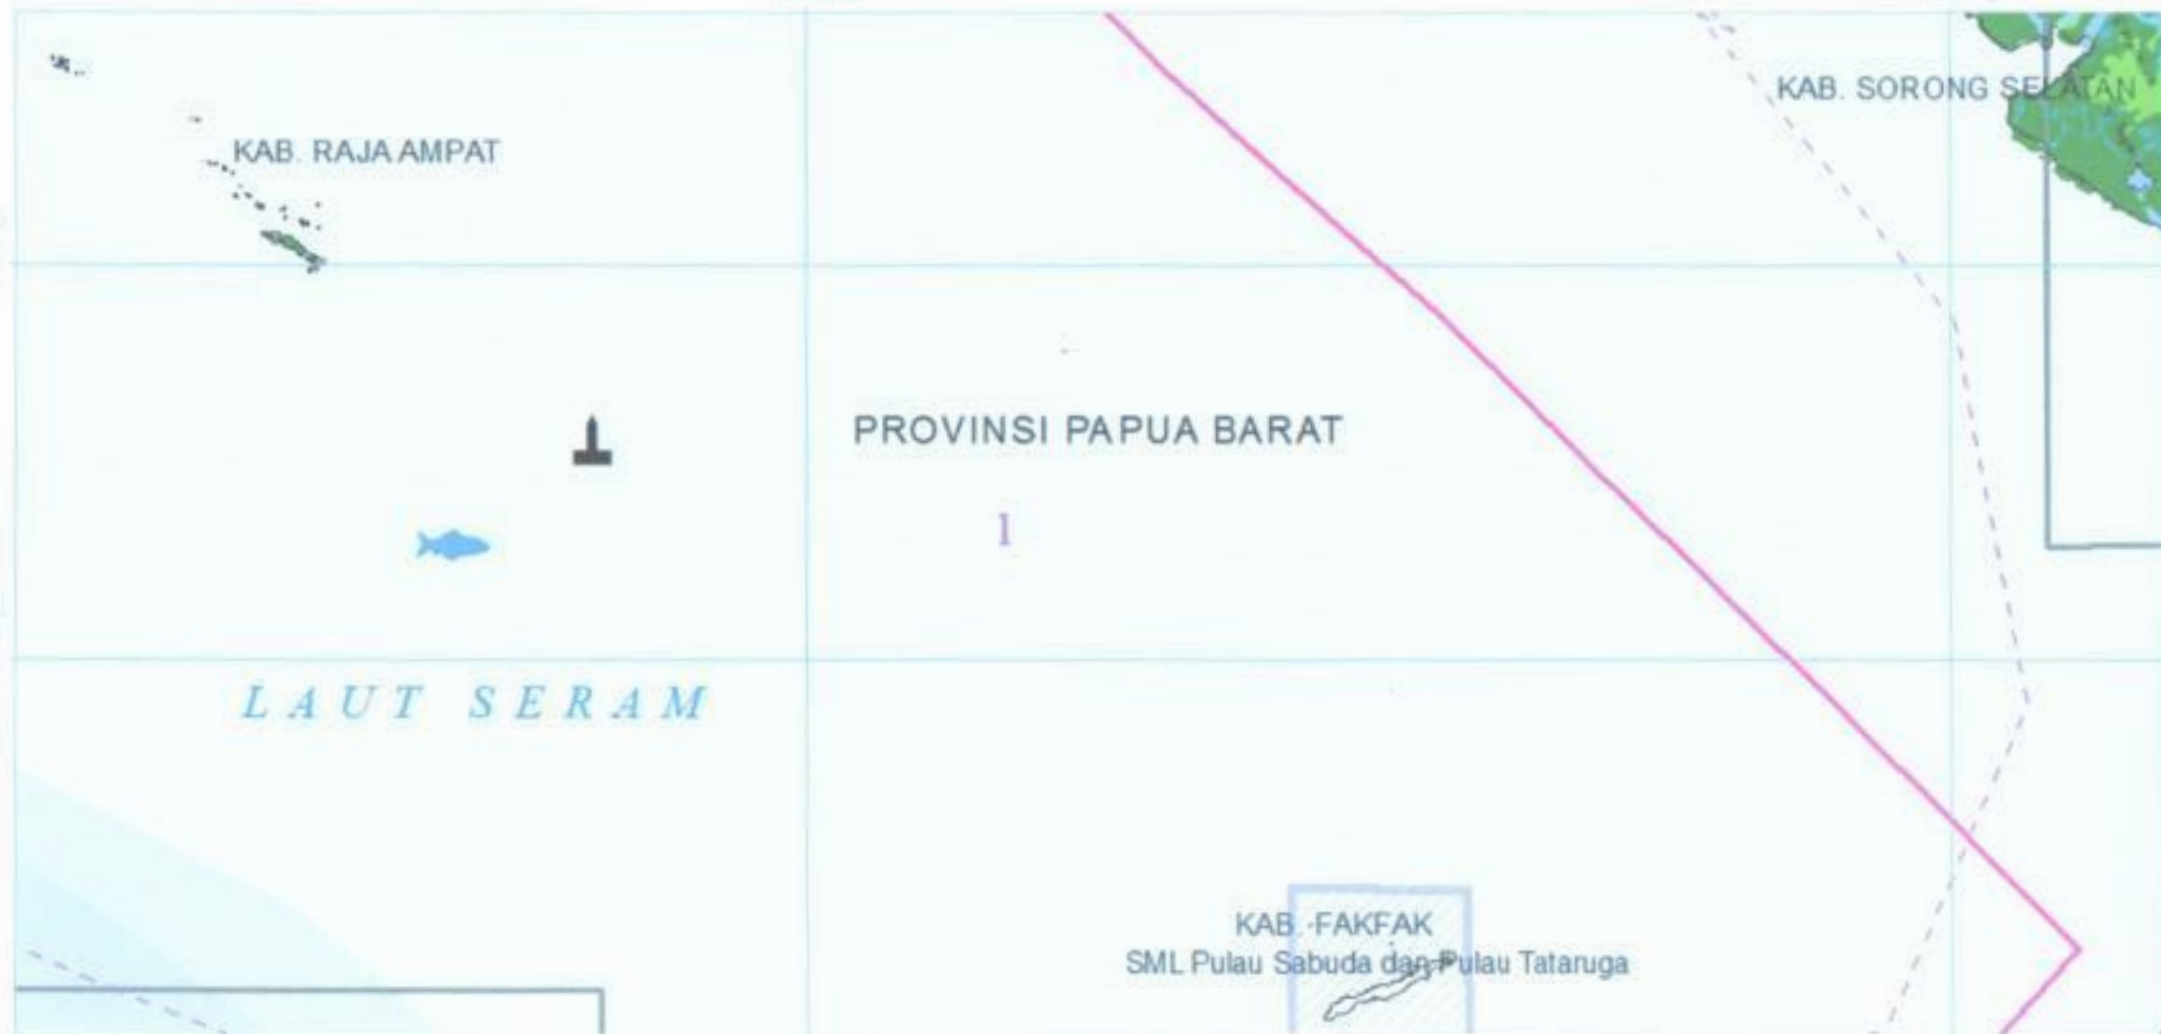 KAB. SORONG SELATAN
KAB. RAJA AMPAT
PROVINSI PAPUA BARAT
1
LAUT SERAM
KAB. FAKFAK
SML Pulau Sabuda dan Pulau Tataruga